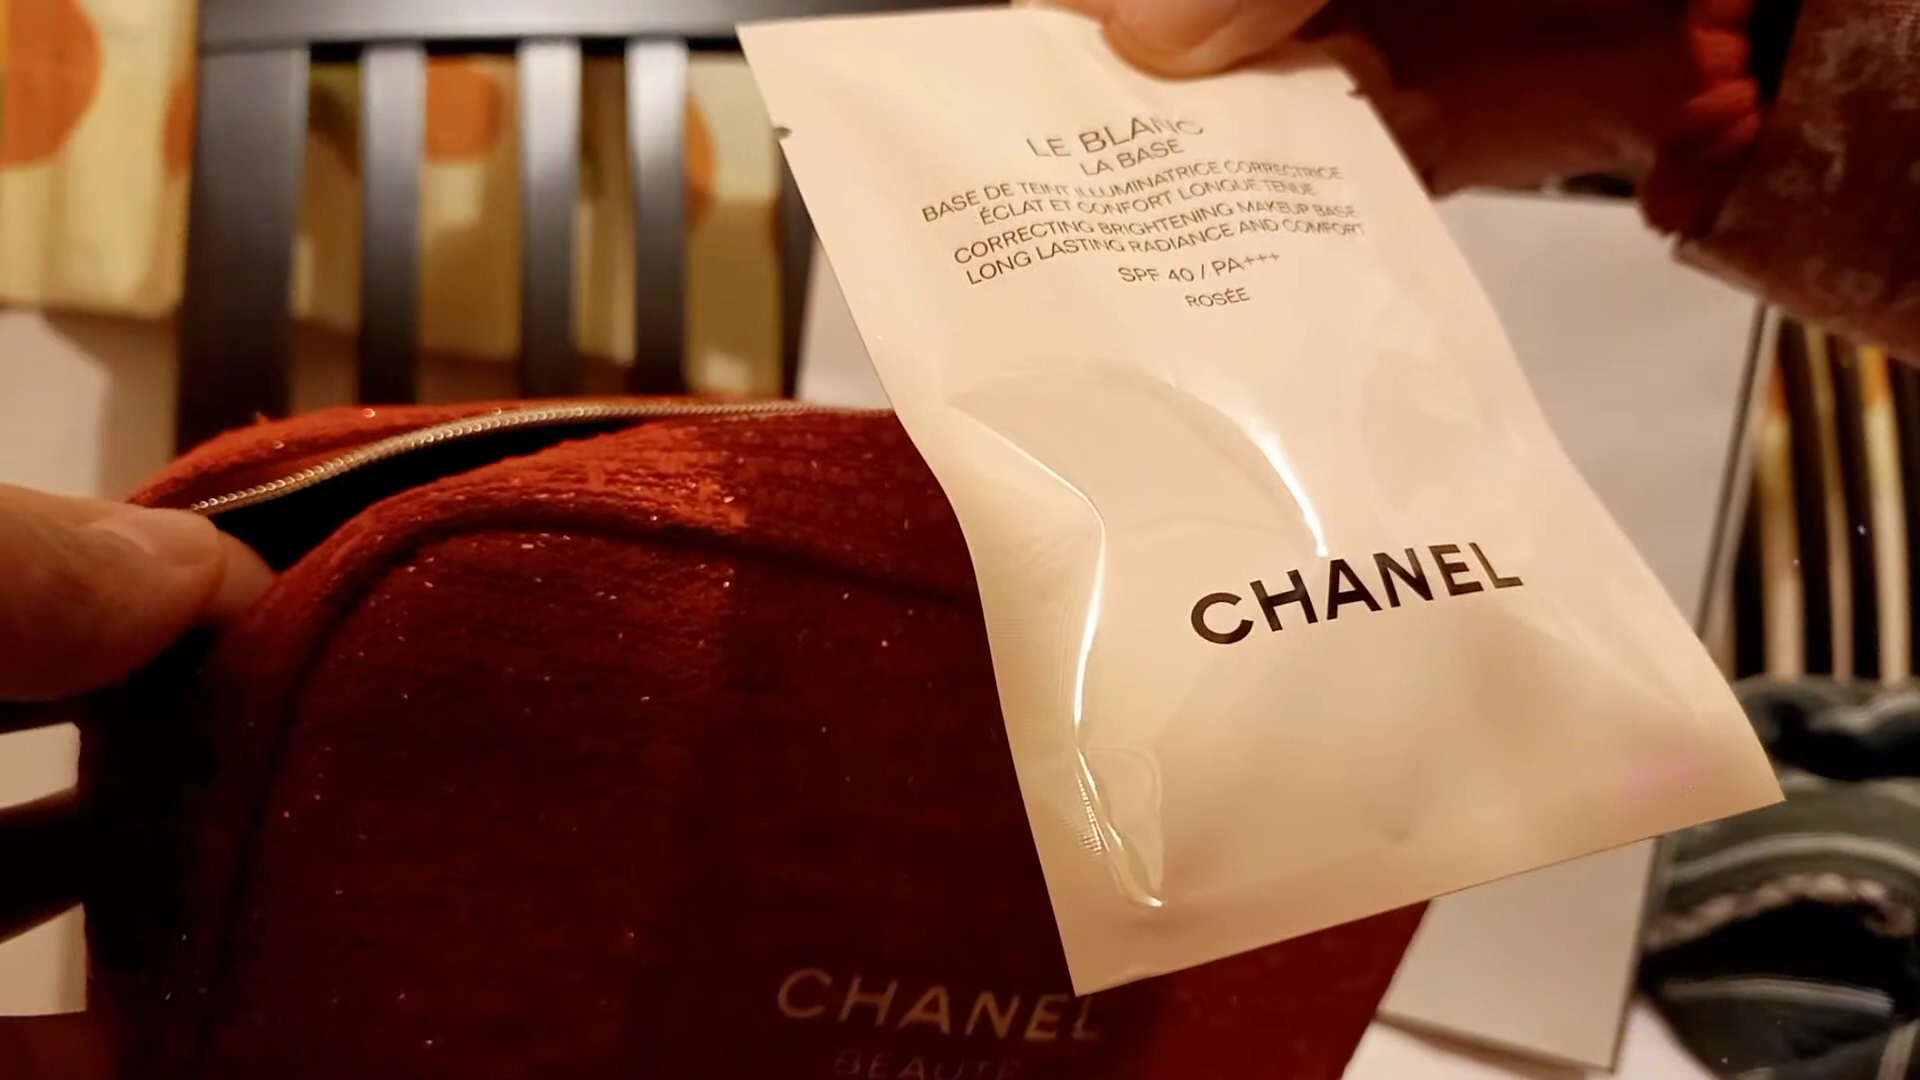 LE BLANC
LA BASE
BASE DE TEINT ILLUMINATRICE CORRECTRICE
ÉCLAT ET CONFORT LONGUE TENUE
CORRECTING BRIGHTENING MAKEUP BASE
LONG LASTING RADIANCE AND COMFORT
SPF 40 / PA+++
ROSÉE
CHANEL
CHANEL
BEAUTÉ